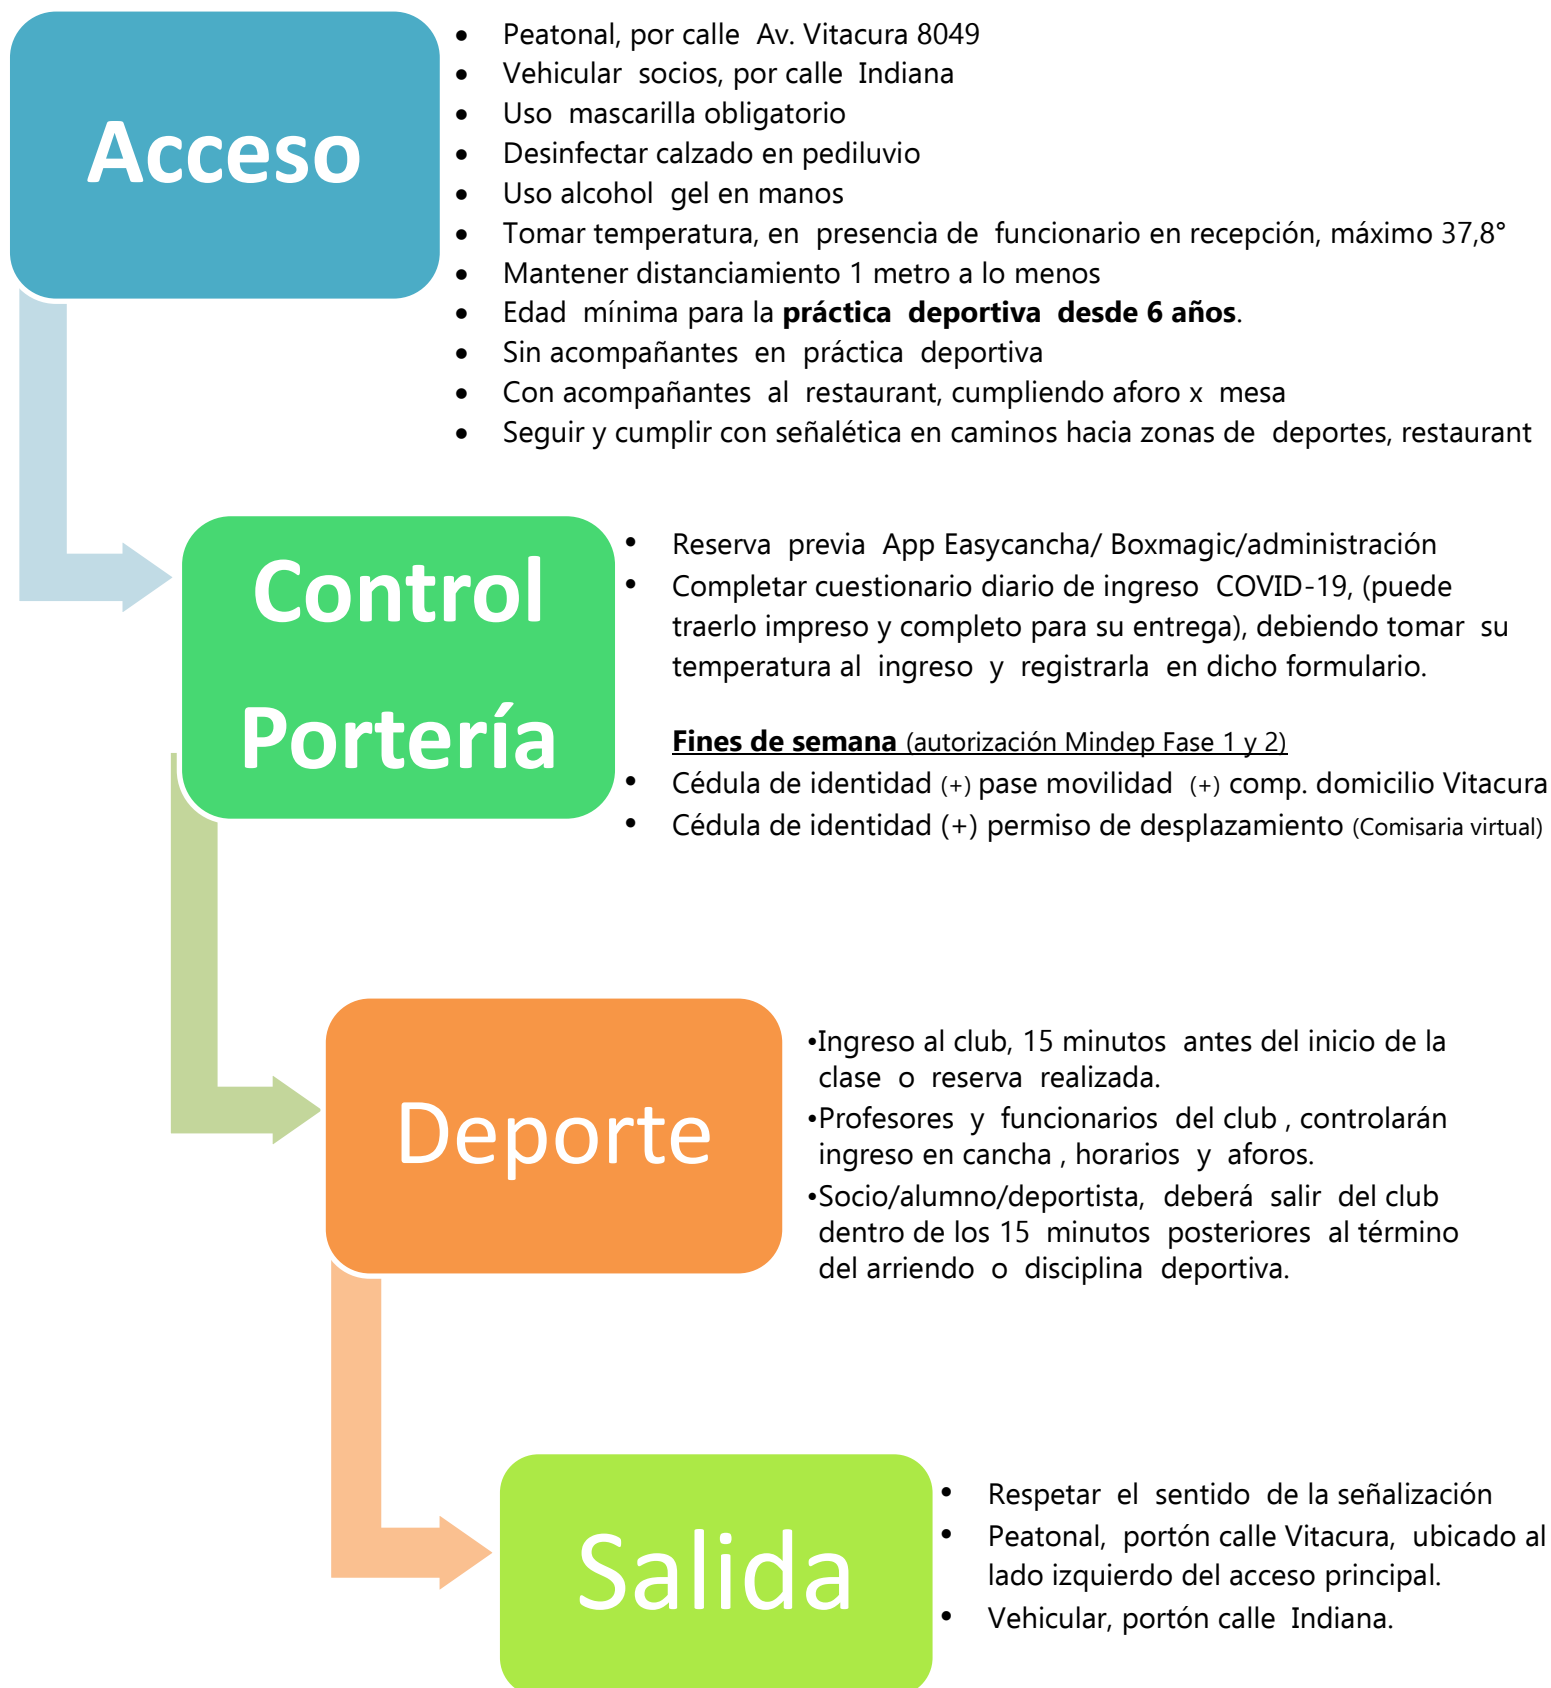 Acceso
• Peatonal, por calle Av. Vitacura 8049
• Vehicular socios, por calle Indiana
• Uso mascarilla obligatorio
• Desinfectar calzado en pediluvio
• Uso alcohol gel en manos
• Tomar temperatura, en presencia de funcionario en recepción, máximo 37,8°
• Mantener distanciamiento 1 metro a lo menos
• Edad mínima para la práctica deportiva desde 6 años.
• Sin acompañantes en práctica deportiva
• Con acompañantes al restaurant, cumpliendo aforo x mesa
• Seguir y cumplir con señalética en caminos hacia zonas de deportes, restaurant
Control
Portería
• Reserva previa App Easycancha/ Boxmagic/administración
• Completar cuestionario diario de ingreso COVID-19, (puede
traerlo impreso y completo para su entrega), debiendo tomar su
temperatura al ingreso y registrarla en dicho formulario.
Fines de semana (autorización Mindep Fase 1 y 2)
• Cédula de identidad (+) pase movilidad (+) comp. domicilio Vitacura
• Cédula de identidad (+) permiso de desplazamiento (Comisaria virtual)
Deporte
•Ingreso al club, 15 minutos antes del inicio de la
clase o reserva realizada.
•Profesores y funcionarios del club , controlarán
ingreso en cancha , horarios y aforos.
•Socio/alumno/deportista, deberá salir del club
dentro de los 15 minutos posteriores al término
del arriendo o disciplina deportiva.
Salida
• Respetar el sentido de la señalización
• Peatonal, portón calle Vitacura, ubicado al
lado izquierdo del acceso principal.
• Vehicular, portón calle Indiana.